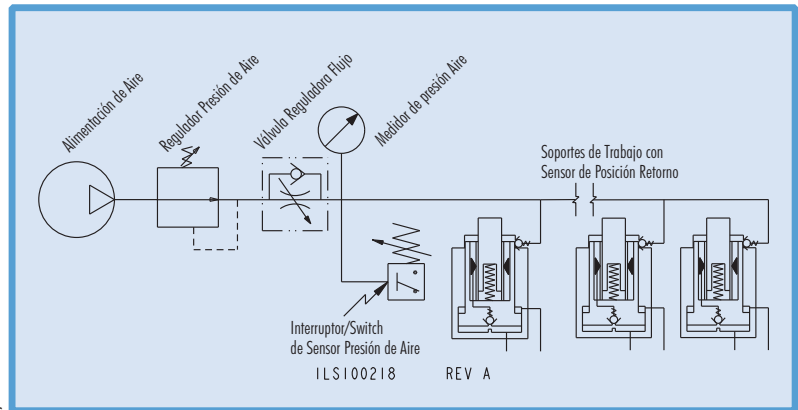 Alimentación de Aire
Regulador Presión de Aire
Válvula Reguladora Flujo
Medidor de presión Aire
Soportes de Trabajo con
Sensor de Posición Retorno
Interruptor/Switch
de Sensor Presión de Aire
ILS100218 REV A